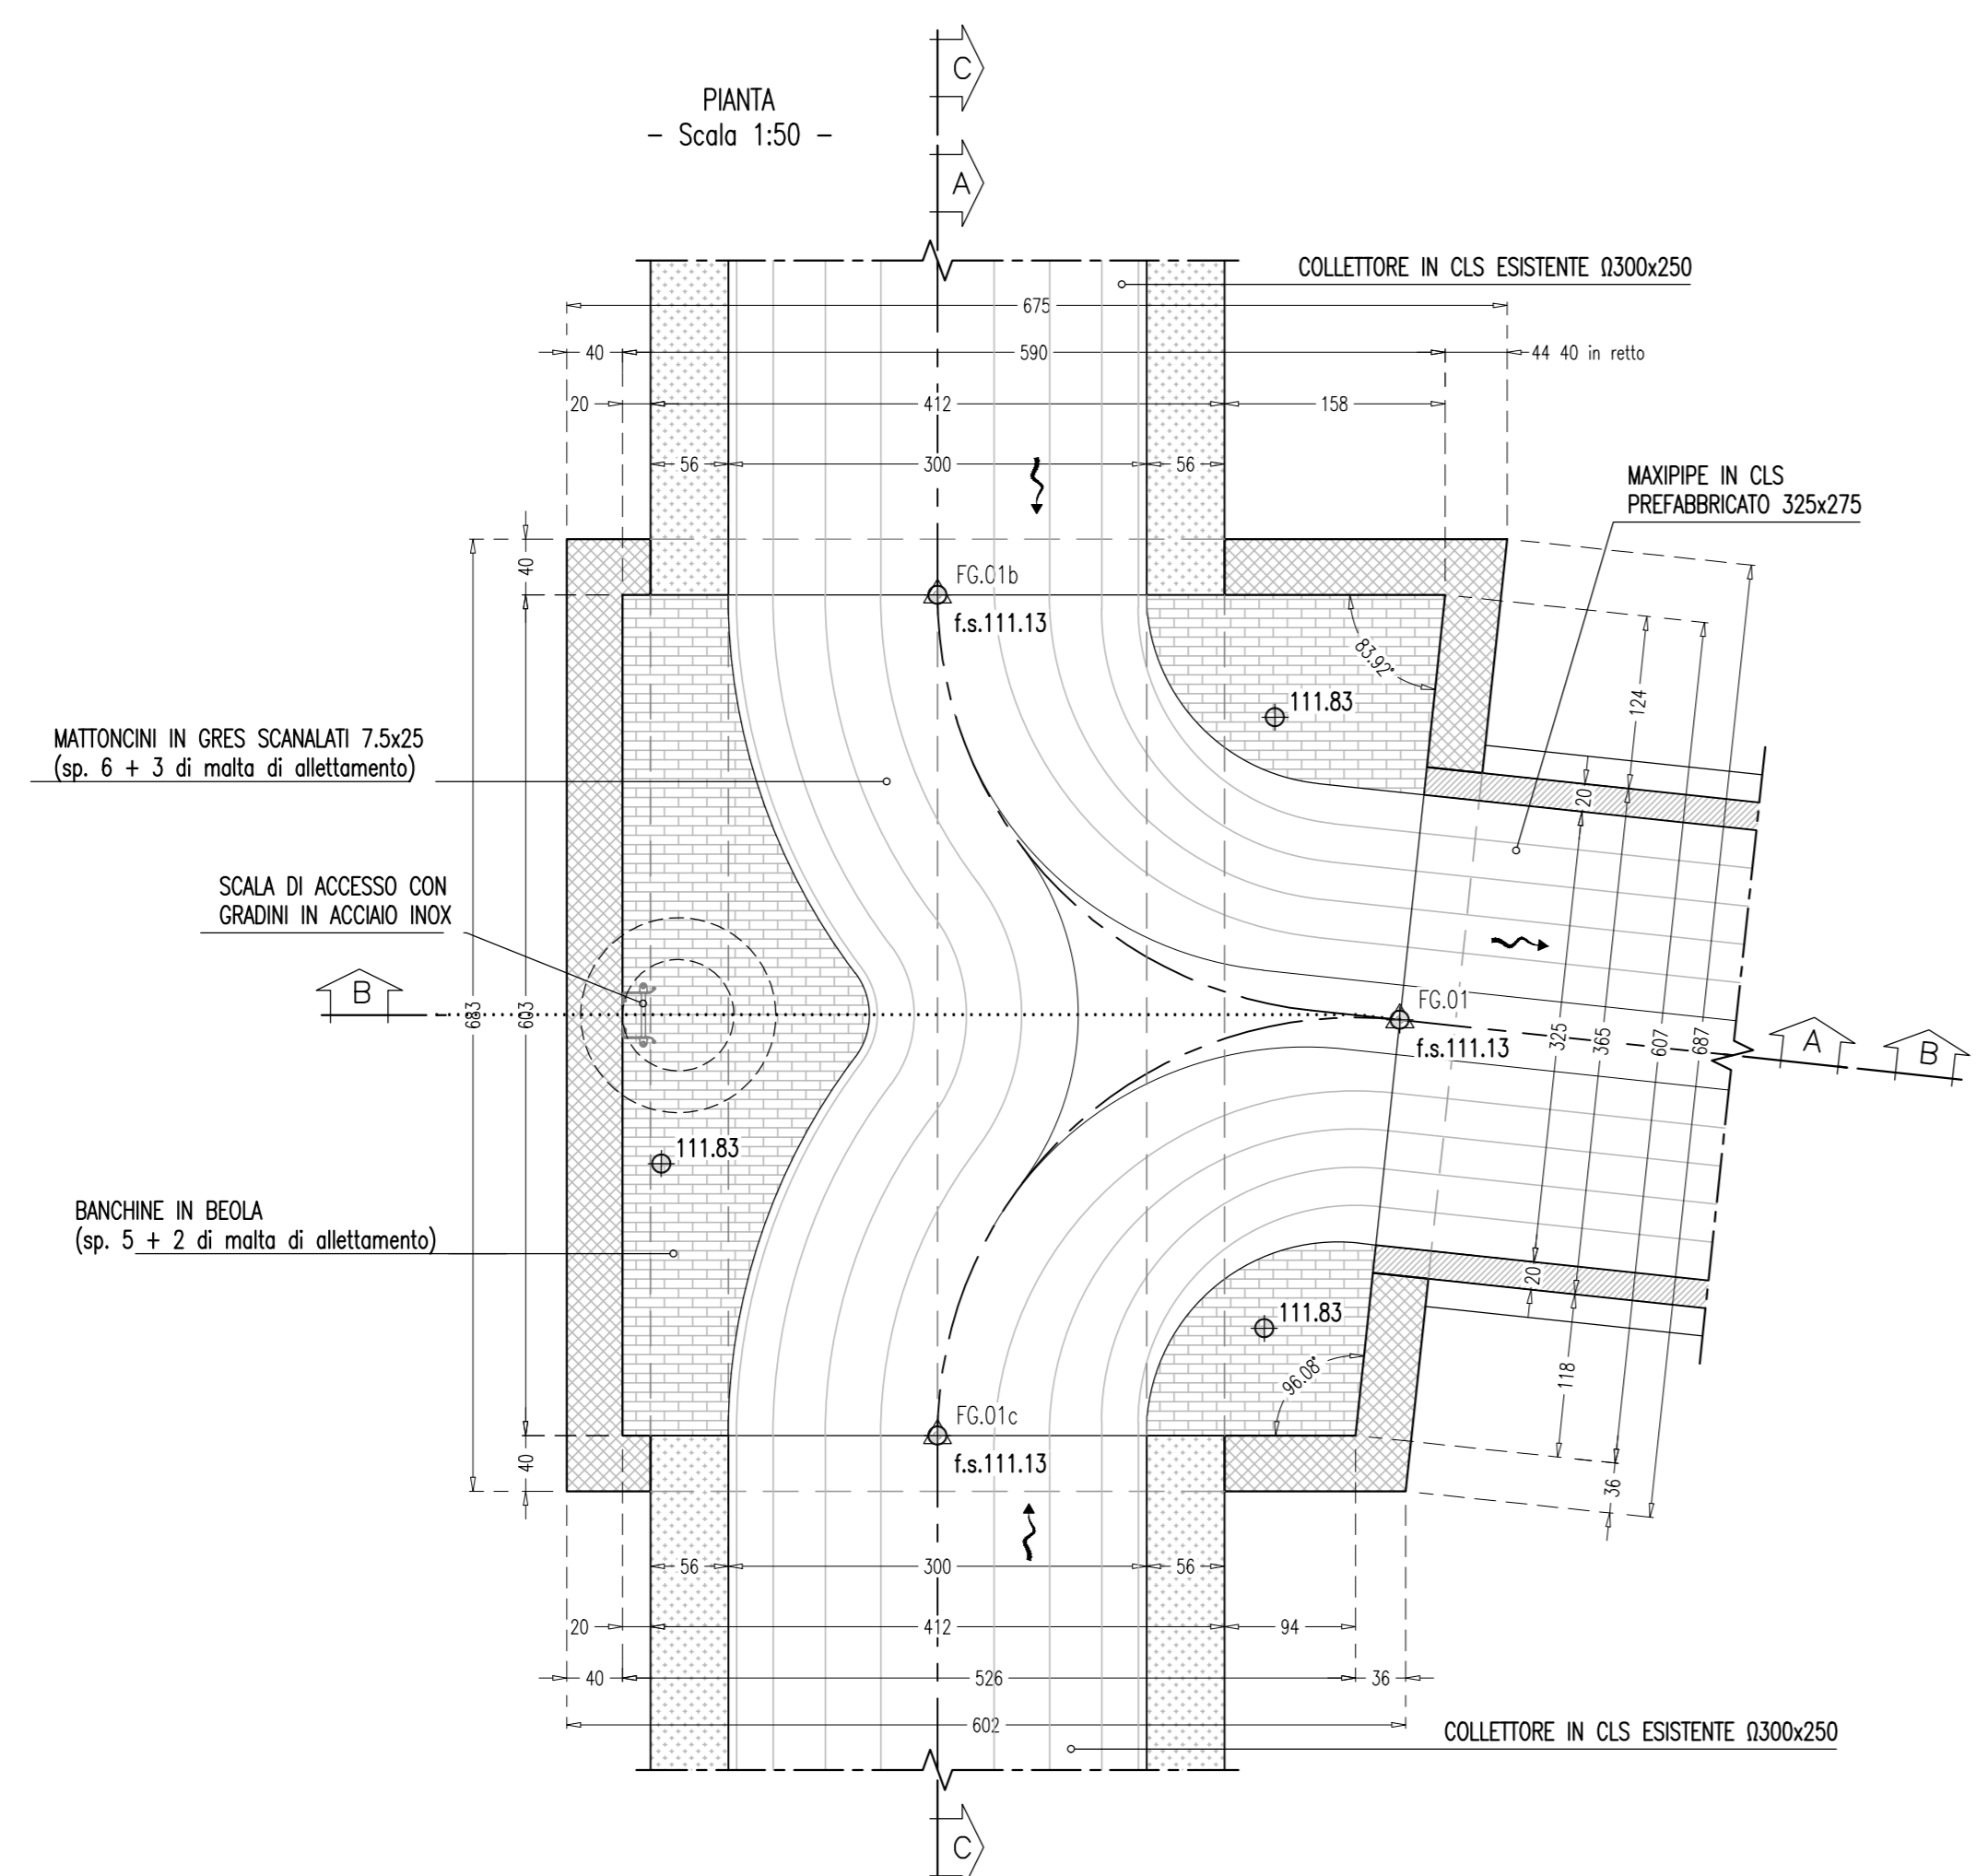 C
PIANTA
- Scala 1:50 -
A
COLLETTORE IN CLS ESISTENTE Ω300x250
675
40
590
44 40 in retto
20
412
158
56
300
56
MAXIPIPE IN CLS
PREFABBRICATO 325x275
40
FG.01b
f.s.111.13
83.92°
111.83
124
MATTONCINI IN GRES SCANALATI 7.5x25
(sp. 6 + 3 di malta di allettamento)
20
SCALA DI ACCESSO CON
GRADINI IN ACCIAIO INOX
B
683
603
FG.01
f.s.111.13
325
365
607
687
A
B
111.83
BANCHINE IN BEOLA
(sp. 5 + 2 di malta di allettamento)
20
111.83
96.08°
118
FG.01c
f.s.111.13
40
36
56
300
56
20
412
94
40
526
36
602
COLLETTORE IN CLS ESISTENTE Ω300x250
C